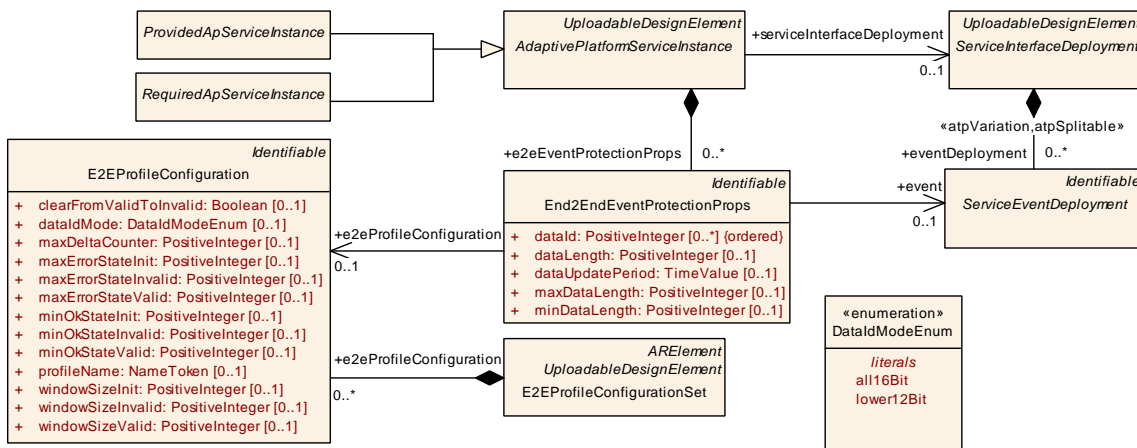 ProvidedApServiceInstance
RequiredApServiceInstance
UploadableDesignElement
AdaptivePlatformServiceInstance
+serviceInterfaceDeployment
0..1
UploadableDesignElement
ServiceInterfaceDeployment
«atpVariation,atpSplitable»
+eventDeployment
0..*
+e2eEventProtectionProps
0..*
Identifiable
E2EProfileConfiguration
+ clearFromValidToInvalid: Boolean [0..1]
+ dataIdMode: DataIdModeEnum [0..1]
+ maxDeltaCounter: PositiveInteger [0..1]
+ maxErrorStateInit: PositiveInteger [0..1]
+ maxErrorStateInvalid: PositiveInteger [0..1]
+ maxErrorStateValid: PositiveInteger [0..1]
+ minOkStateInit: PositiveInteger [0..1]
+ minOkStateInvalid: PositiveInteger [0..1]
+ minOkStateValid: PositiveInteger [0..1]
+ profileName: NameToken [0..1]
+ windowSizeInit: PositiveInteger [0..1]
+ windowSizeInvalid: PositiveInteger [0..1]
+ windowSizeValid: PositiveInteger [0..1]
+e2eProfileConfiguration
0..1
Identifiable
End2EndEventProtectionProps
+ dataId: PositiveInteger [0..*] {ordered}
+ dataLength: PositiveInteger [0..1]
+ dataUpdatePeriod: TimeValue [0..1]
+ maxDataLength: PositiveInteger [0..1]
+ minDataLength: PositiveInteger [0..1]
+event
0..1
Identifiable
ServiceEventDeployment
+e2eProfileConfiguration
0..*
ARElement
UploadableDesignElement
E2EProfileConfigurationSet
«enumeration»
DataIdModeEnum
literals
all16Bit
lower12Bit